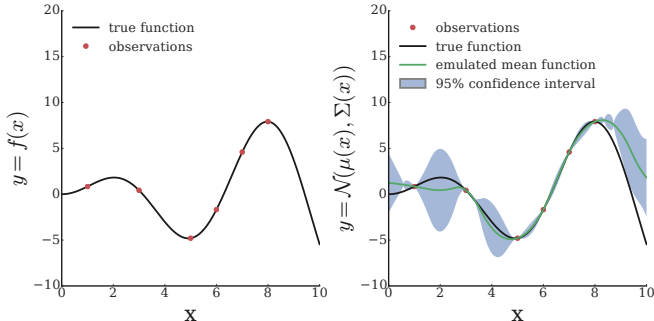 20
15
10
5
0
−5
−10
0
2
4
6
8
10
x
y = f(x)
true function
observations
20
15
10
5
0
−5
−10
0
2
4
6
8
10
x
y = 𝒩(μ(x), Σ(x))
observations
true function
emulated mean function
95% confidence interval